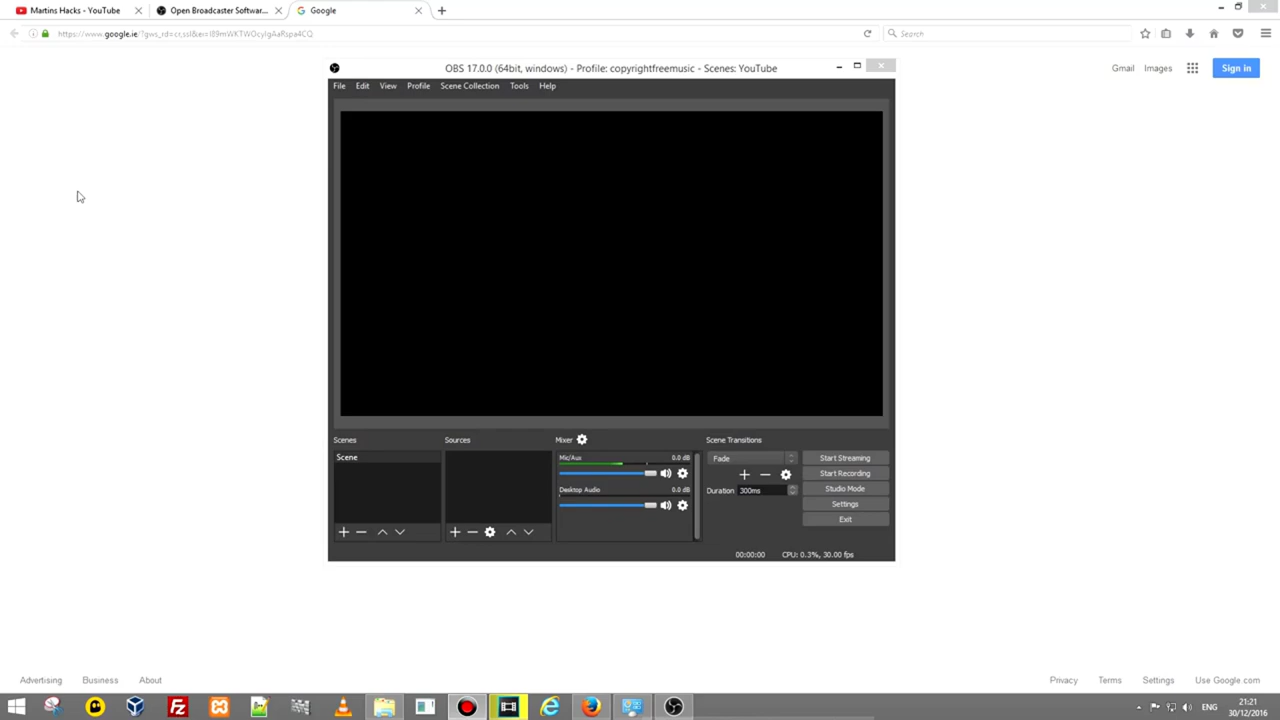 Martins Hacks - YouTube
Open Broadcaster Softwar...
Google
Search
Gmail
Images
Sign in
OBS 17.0.0 (64bit, windows) - Profile: copyrightfreemusic - Scenes: YouTube
File Edit View Profile Scene Collection Tools Help
Scenes
Sources
Mixer
Scene Transitions
Scene
Mic/Aux
0.0 dB
Desktop Audio
0.0 dB
Fade
Duration 300ms
Start Streaming
Start Recording
Studio Mode
Settings
Exit
00:00:00
CPU: 0.3%, 30.00 fps
Advertising
Business
About
Privacy
Terms
Settings
Use Google.com
ENG
21:21
30/12/2016